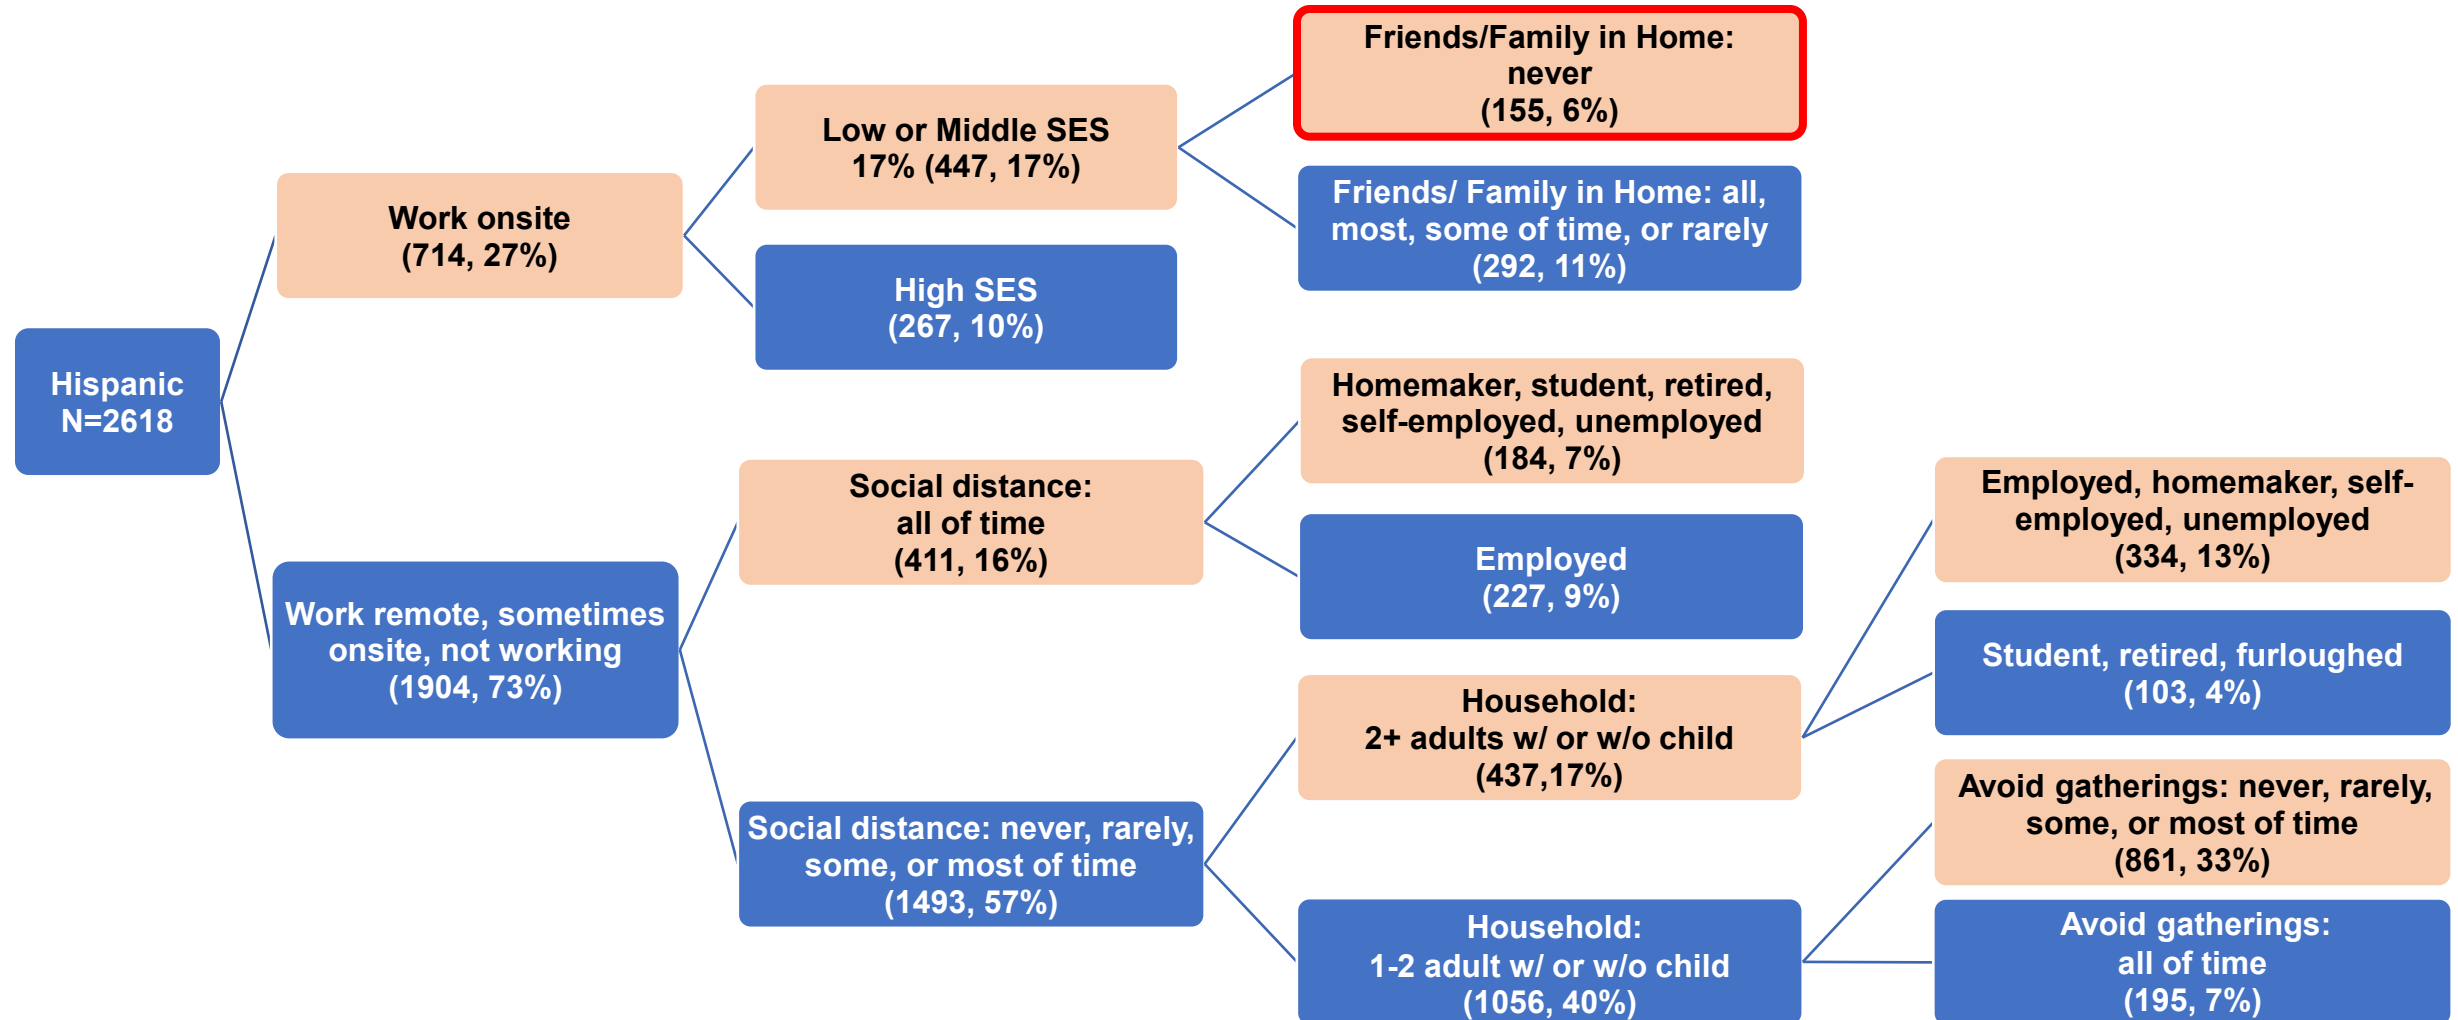 Hispanic
N=2618
Work onsite
(714, 27%)
Work remote, sometimes
onsite, not working
(1904, 73%)
Low or Middle SES
17% (447, 17%)
High SES
(267, 10%)
Social distance:
all of time
(411, 16%)
Social distance: never, rarely,
some, or most of time
(1493, 57%)
Friends/Family in Home:
never
(155, 6%)
Friends/ Family in Home: all,
most, some of time, or rarely
(292, 11%)
Homemaker, student, retired,
self-employed, unemployed
(184, 7%)
Employed
(227, 9%)
Household:
2+ adults w/ or w/o child
(437,17%)
Household:
1-2 adult w/ or w/o child
(1056, 40%)
Employed, homemaker, self-
employed, unemployed
(334, 13%)
Student, retired, furloughed
(103, 4%)
Avoid gatherings: never, rarely,
some, or most of time
(861, 33%)
Avoid gatherings:
all of time
(195, 7%)